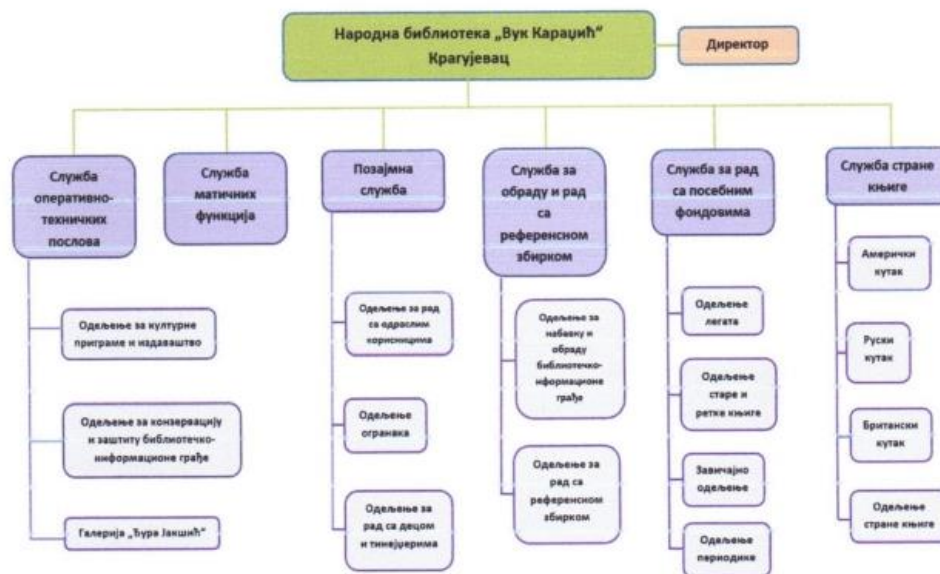 Народна библиотека „Вук Караџић“
Крагујевац
Директор
Служба
оперативно-
техничких
послова
Одељење за културне
програме и издаваштво
Одељење за конзервацију
и заштиту библиотечко-
информационе грађе
Галерија „Ђура Јакшић“
Служба
матичних
функција
Позајмна
служба
Одељење за рад
са одраслим
корисницима
Одељење
огранака
Одељење за
рад са децом
и тинејџерима
Служба за
обраду и рад
са
референсном
збирком
Одељење за
набавку и
обраду
библиотечко-
информационе
грађе
Одељење за
рад са
референсном
збирком
Служба за рад
са посебним
фондовима
Одељење
легата
Одељење
старе и
ретке књиге
Завичајно
одељење
Одељење
периодике
Служба стране
књиге
Амерички
кутак
Руски
кутак
Британски
кутак
Одељење
стране књиге